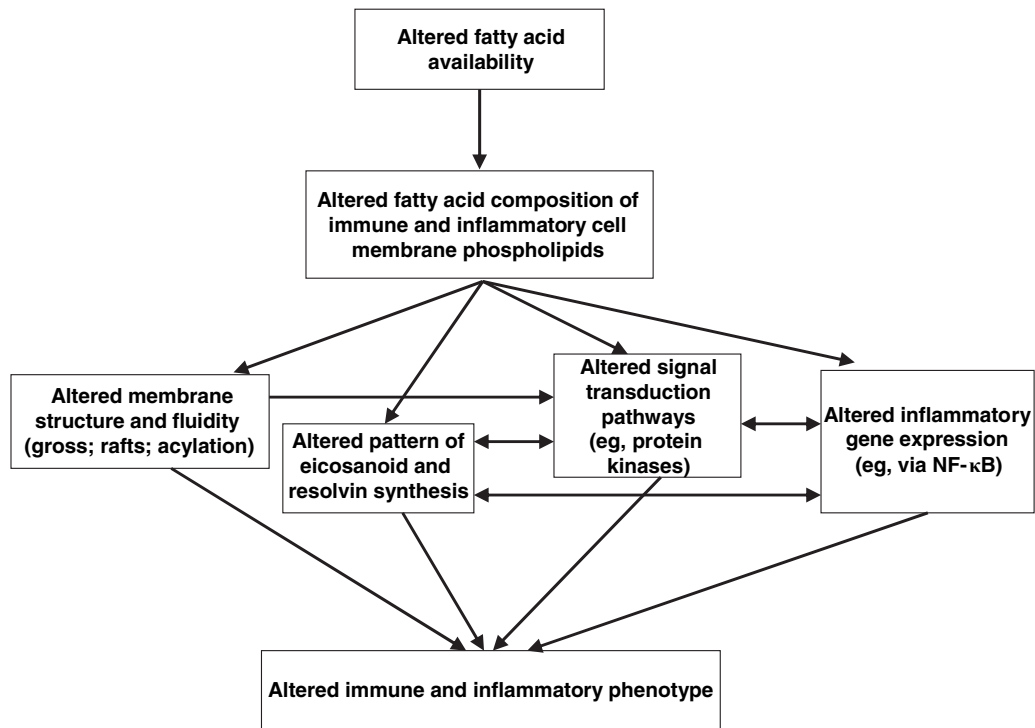 Altered fatty acid
availability
Altered fatty acid composition of
immune and inflammatory cell
membrane phospholipids
Altered membrane
structure and fluidity
(gross; rafts; acylation)
Altered pattern of
eicosanoid and
resolvin synthesis
Altered signal
transduction
pathways
(eg, protein
kinases)
Altered inflammatory
gene expression
(eg, via NF-κB)
Altered immune and inflammatory phenotype